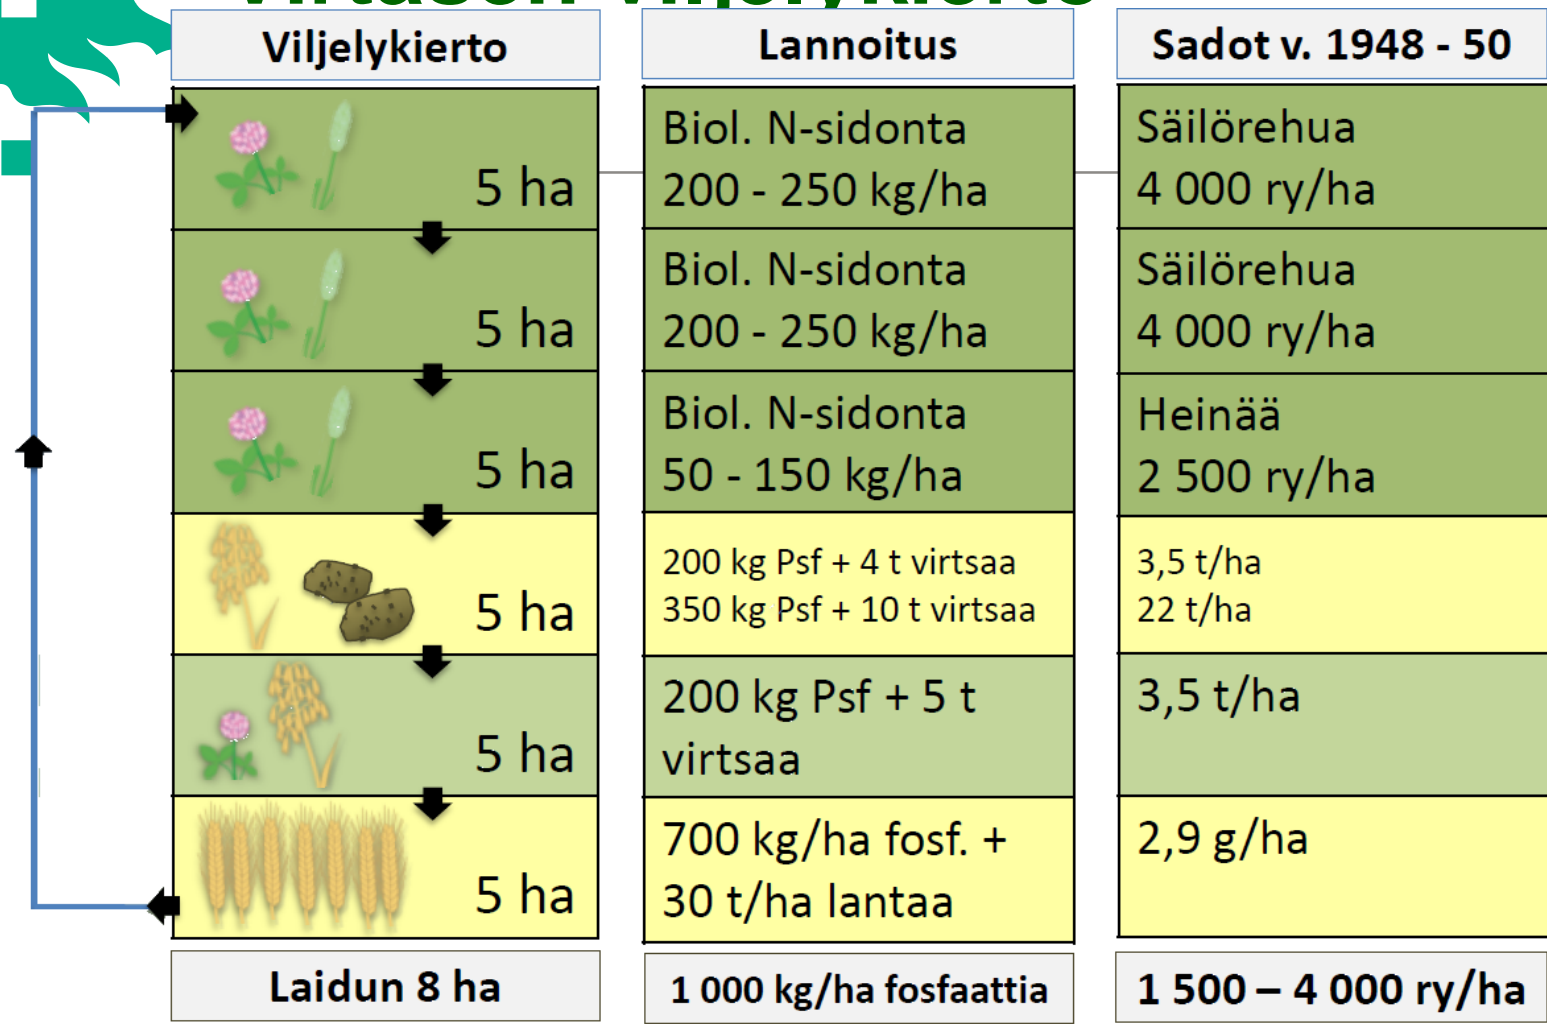 Virtasen viljelykierto
Viljelykierto
Lannoitus
Sadot v. 1948 - 50
5 ha
Biol. N-sidonta
200 - 250 kg/ha
Säilörehua
4 000 ry/ha
5 ha
Biol. N-sidonta
200 - 250 kg/ha
Säilörehua
4 000 ry/ha
5 ha
Biol. N-sidonta
50 - 150 kg/ha
Heinää
2 500 ry/ha
5 ha
200 kg Psf + 4 t virtsaa
350 kg Psf + 10 t virtsaa
3,5 t/ha
22 t/ha
5 ha
200 kg Psf + 5 t
virtsaa
3,5 t/ha
5 ha
700 kg/ha fosf. +
30 t/ha lantaa
2,9 g/ha
Laidun 8 ha
1 000 kg/ha fosfaattia
1 500 – 4 000 ry/ha